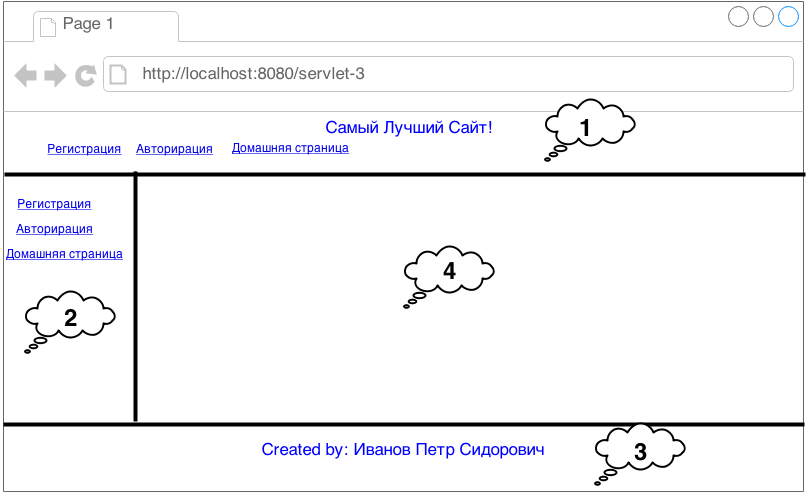 Page 1
http://localhost:8080/servlet-3
Самый Лучший Сайт!
1
Регистрация Авторирация Домашняя страница
Регистрация
Авторирация
Домашняя страница
4
2
Created by: Иванов Петр Сидорович
3